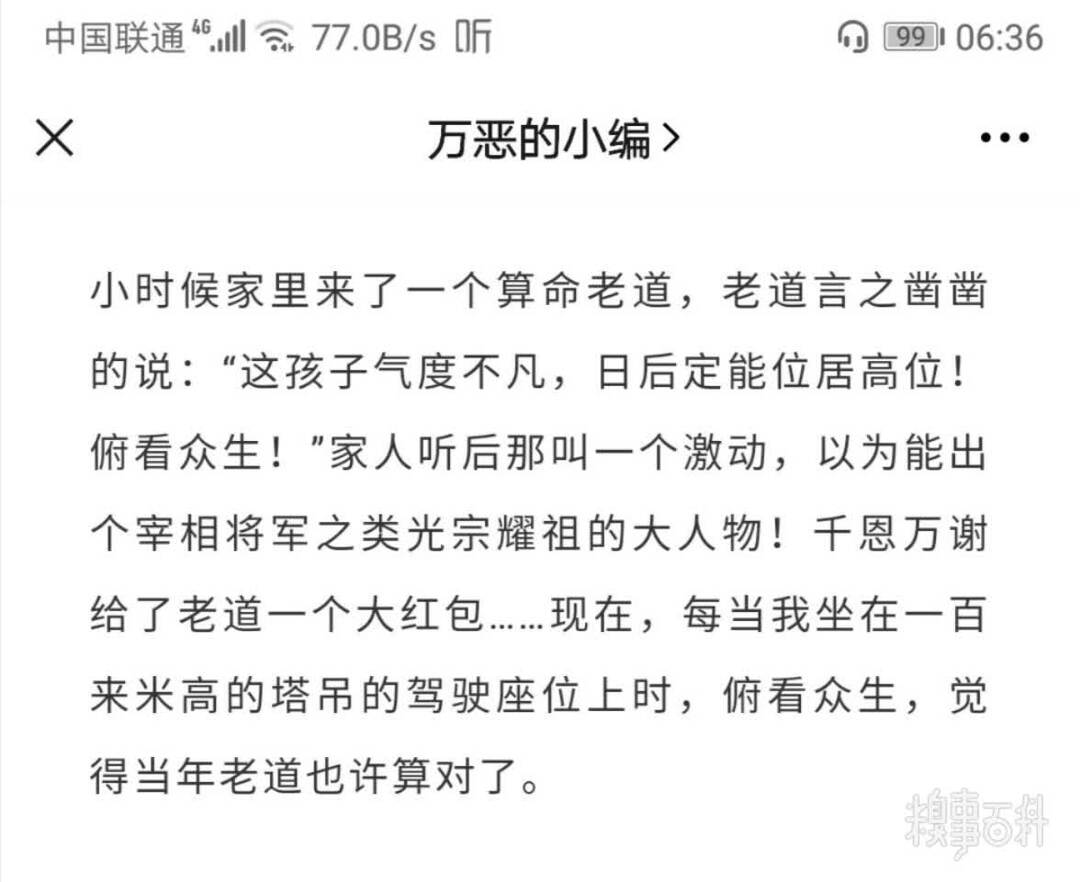 中国联通 4G 77.0B/s 听 99 06:36
万恶的小编
小时候家里来了一个算命老道，老道言之凿凿
的说：“这孩子气度不凡，日后定能位居高位！
俯看众生！”家人听后那叫一个激动，以为能出
个宰相将军之类光宗耀祖的大人物！千恩万谢
给了老道一个大红包……现在，每当我坐在一百
来米高的塔吊的驾驶座位上时，俯看众生，觉
得当年老道也许算对了。
糗事百科